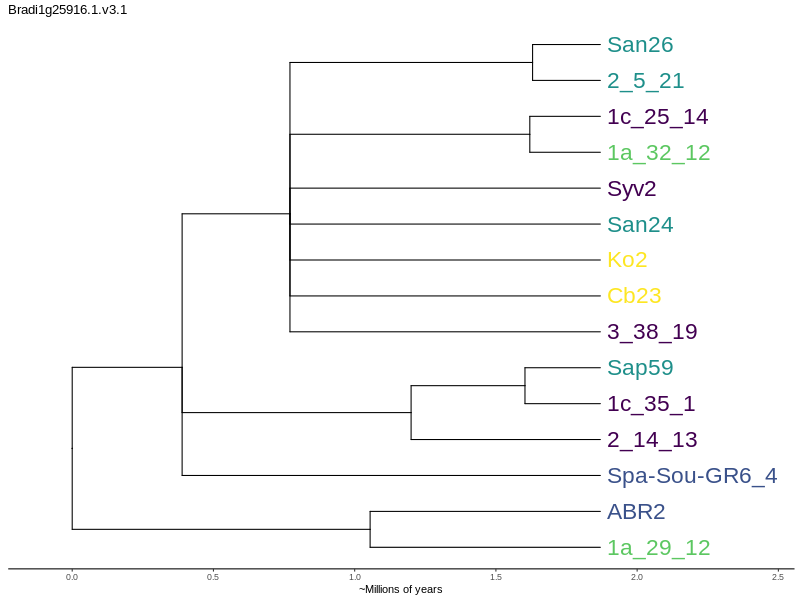 Bradi1g25916.1.v3.1
San26
2_5_21
1c_25_14
1a_32_12
Syv2
San24
Ko2
Cb23
3_38_19
Sap59
1c_35_1
2_14_13
Spa-Sou-GR6_4
ABR2
1a_29_12
0.0 0.5 1.0 1.5 2.0 2.5
~Millions of years